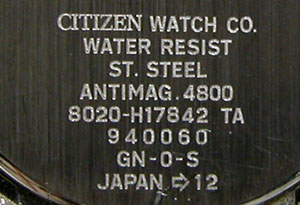 CITIZEN WATCH CO.
WATER RESIST
ST. STEEL
ANTIMAG. 4800
8020-H17842 TA
940060
GN-0-S
JAPAN ⇨12